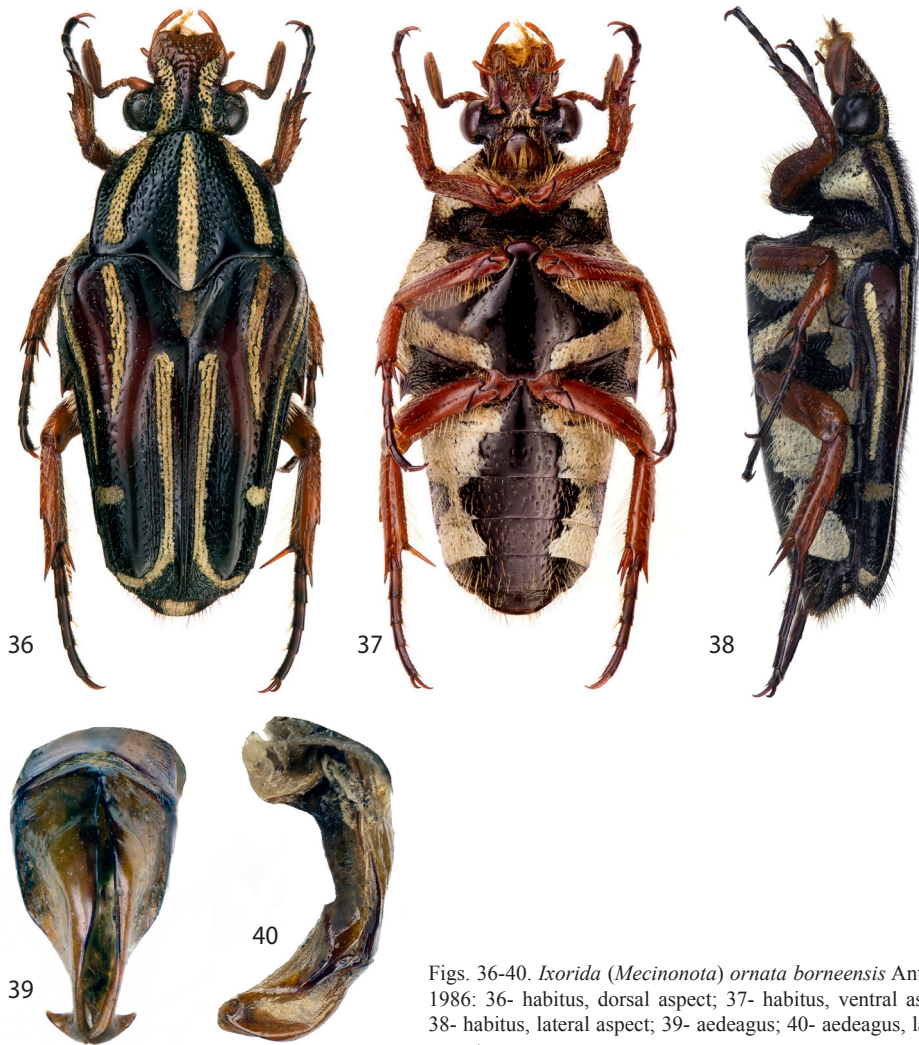 36
37
38
39
40
Figs. 36-40. Ixorida (Mecinonota) ornata borneensis
1986: 36- habitus, dorsal aspect; 37- habitus, ventral
38- habitus, lateral aspect; 39- aedeagus; 40- aedeagus,